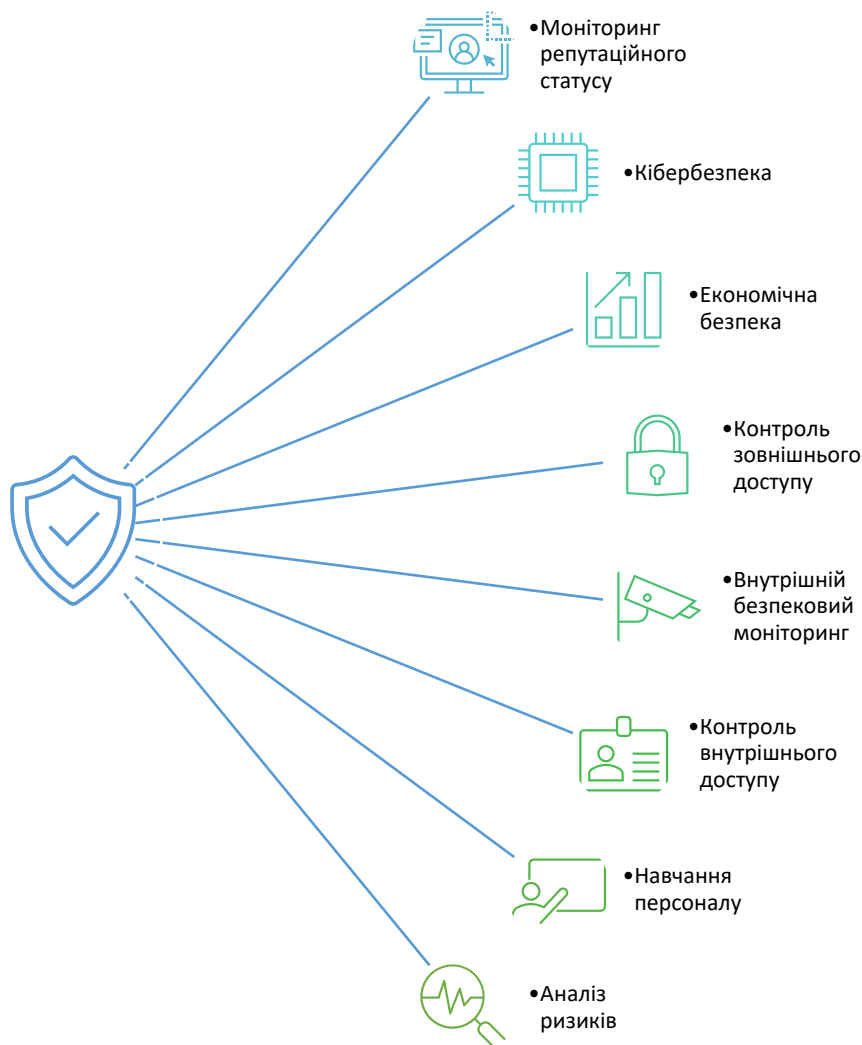 •Моніторинг
репутаційного
статусу
•Кібербезпека
•Економічна
безпека
•Контроль
зовнішнього
доступу
•Внутрішній
безпековий
моніторинг
•Контроль
внутрішнього
доступу
•Навчання
персоналу
•Аналіз
ризиків